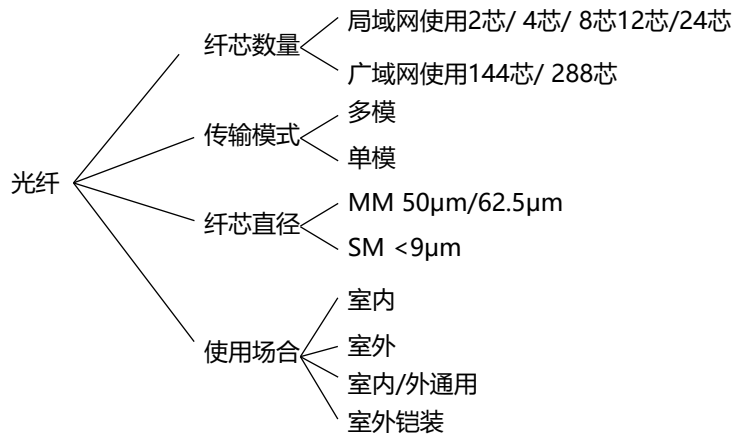 光纤
纤芯数量
局域网使用2芯/ 4芯/ 8芯12芯/24芯
广域网使用144芯/ 288芯
传输模式
多模
单模
纤芯直径
MM 50μm/62.5μm
SM <9μm
使用场合
室内
室外
室内/外通用
室外铠装